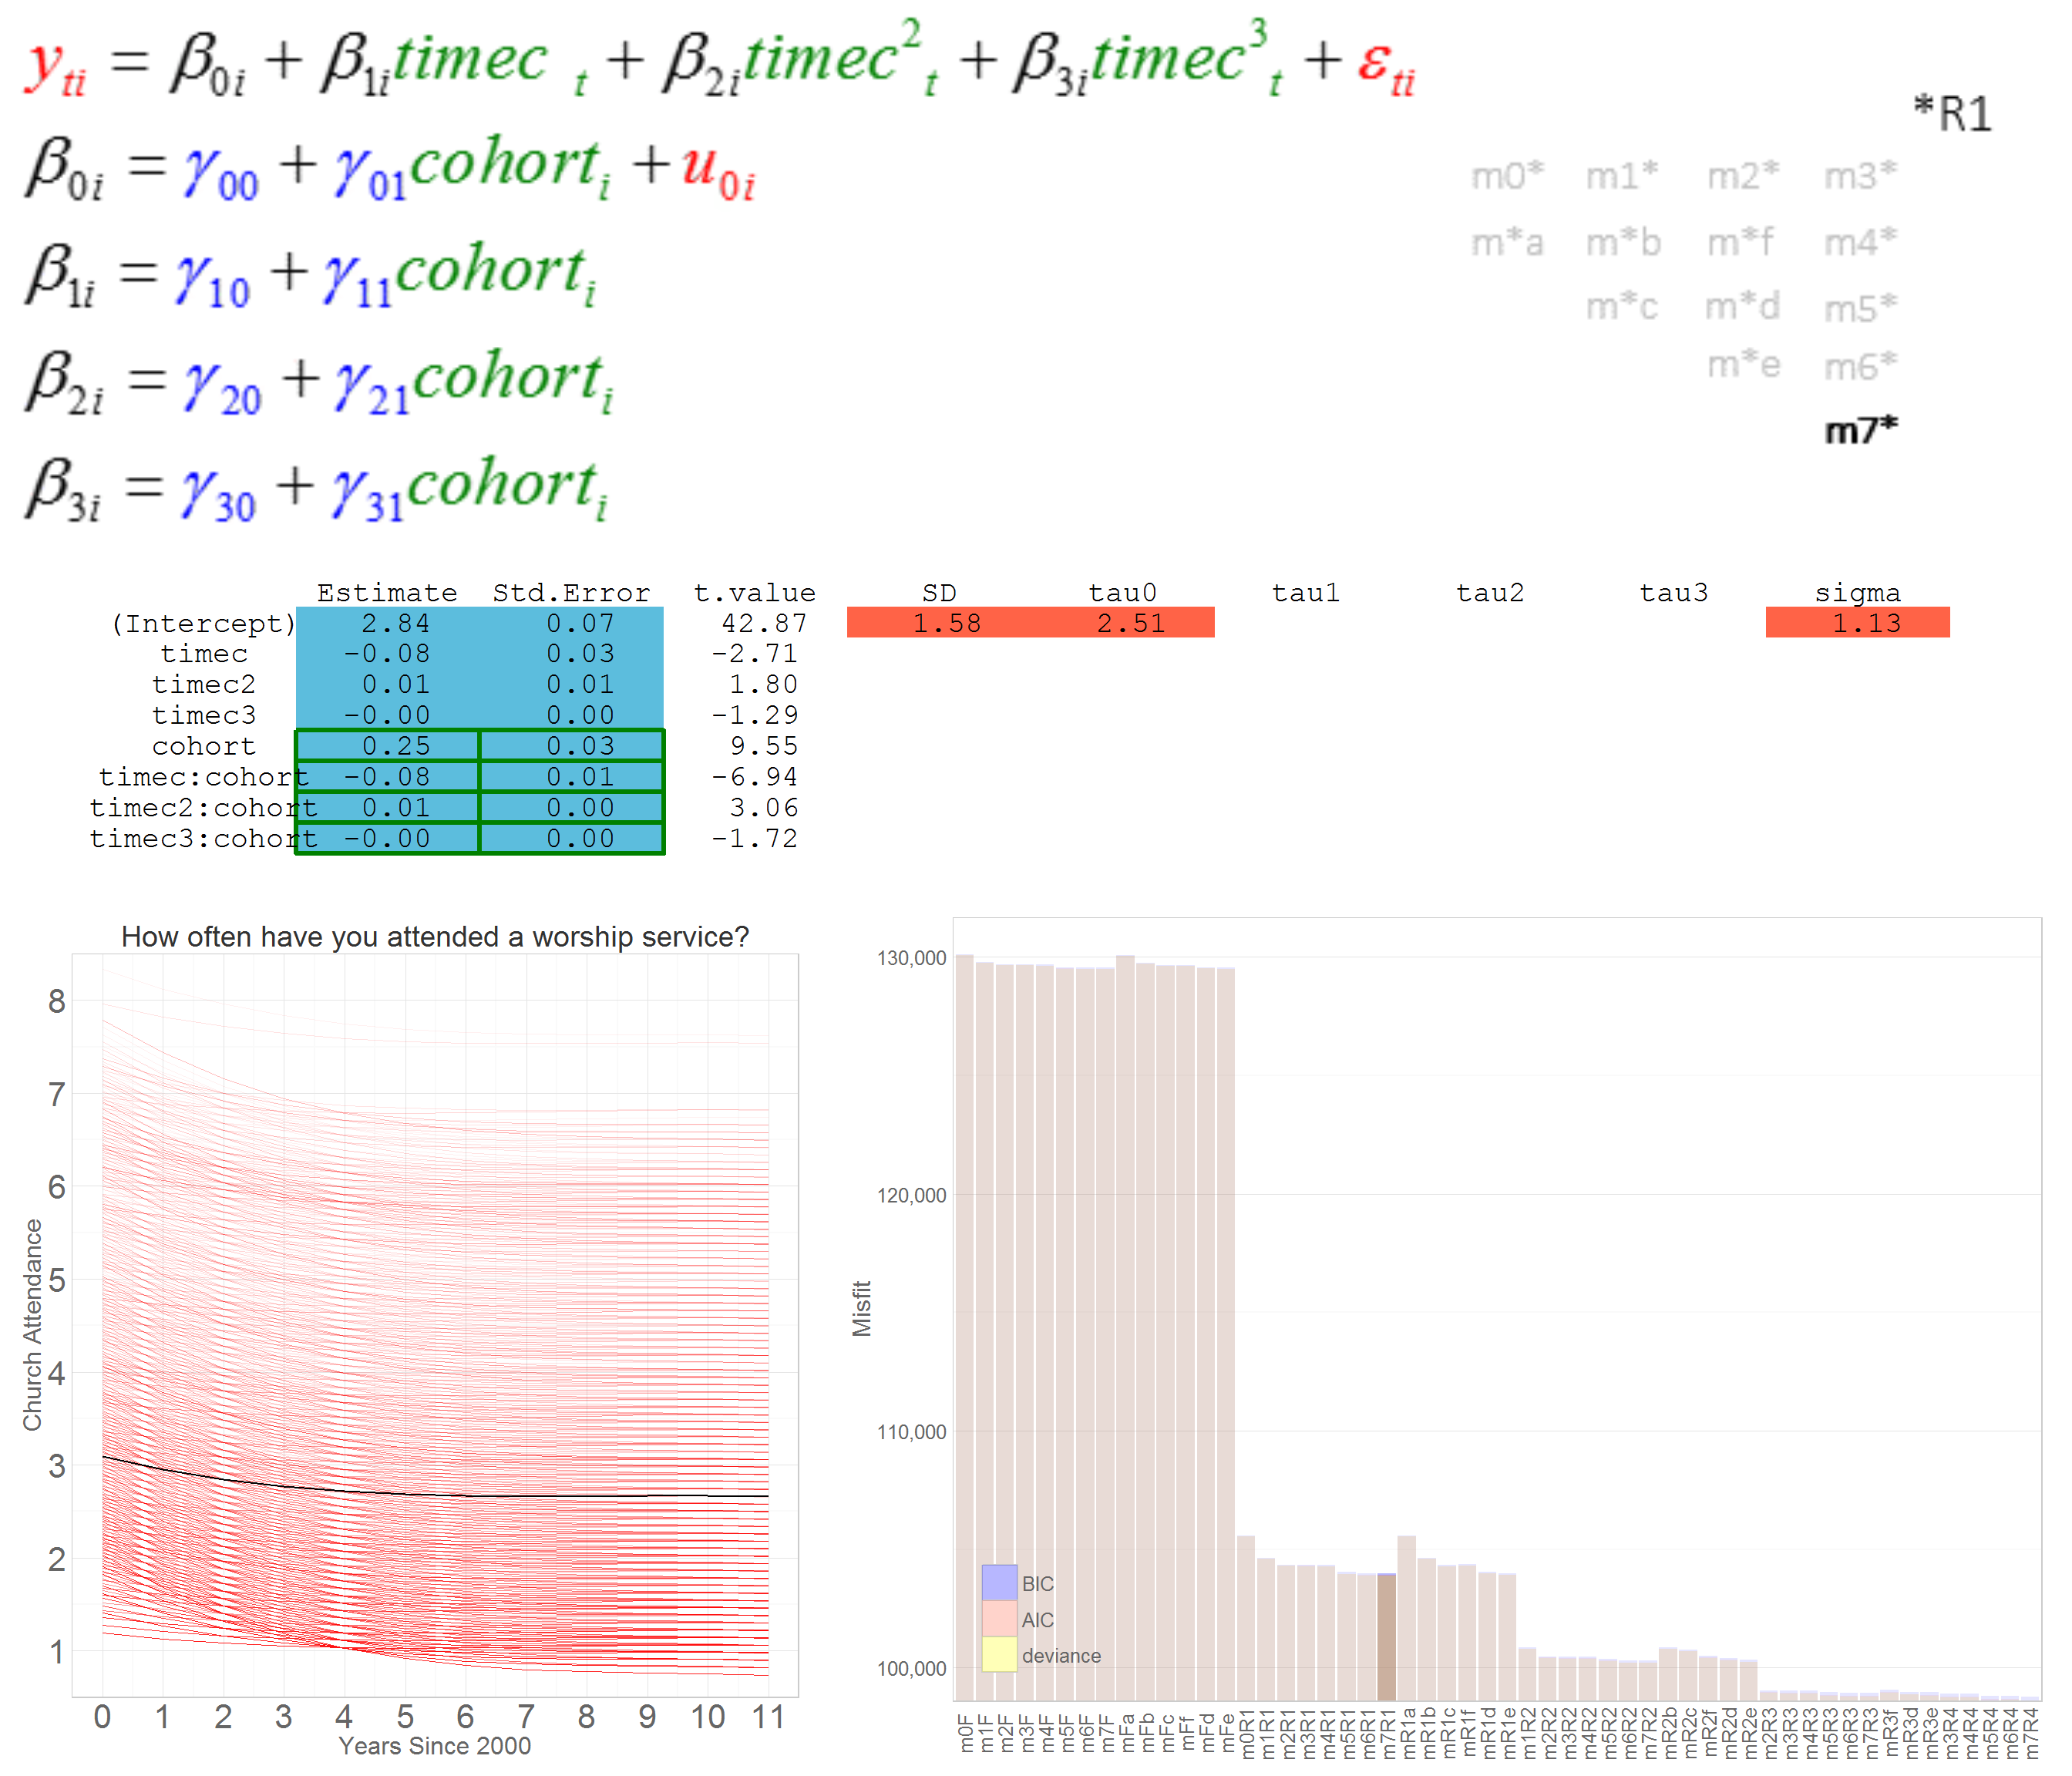 y_ti = β_0i + β_1i timec_t + β_2i timec²_t + β_3i timec³_t + ε_ti
*R1
β_0i = γ_00 + γ_01 cohort_i + u_0i
m0* m1* m2* m3*
β_1i = γ_10 + γ_11 cohort_i
m*a m*b m*f m4*
m*c m*d m5*
β_2i = γ_20 + γ_21 cohort_i
m*e m6*
m7*
β_3i = γ_30 + γ_31 cohort_i
Estimate Std.Error t.value SD tau0 tau1 tau2 tau3 sigma
(Intercept) 2.84 0.07 42.87 1.58 2.51 1.13
timec -0.08 0.03 -2.71
timec2 0.01 0.01 1.80
timec3 -0.00 0.00 -1.29
cohort 0.25 0.03 9.55
timec:cohort -0.08 0.01 -6.94
timec2:cohort 0.01 0.00 3.06
timec3:cohort -0.00 0.00 -1.72
How often have you attended a worship service?
8
7
6
5
4
3
2
1
Church Attendance
0 1 2 3 4 5 6 7 8 9 10 11
Years Since 2000
130,000
120,000
110,000
100,000
Misfit
BIC
AIC
deviance
m0F m1F m2F m3F m4F m5F m6F m7F mFa mFb mFc mFf mFd mFe m0R1 m1R1 m2R1 m3R1 m4R1 m5R1 m6R1 m7R1 mR1a mR1b mR1c mR1f mR1d mR1e m1R2 m2R2 m3R2 m4R2 m5R2 m6R2 m7R2 mR2b mR2c mR2f mR2d mR2e m2R3 m3R3 m4R3 m5R3 m6R3 m7R3 mR3f mR3d mR3e m3R4 m4R4 m5R4 m6R4 m7R4